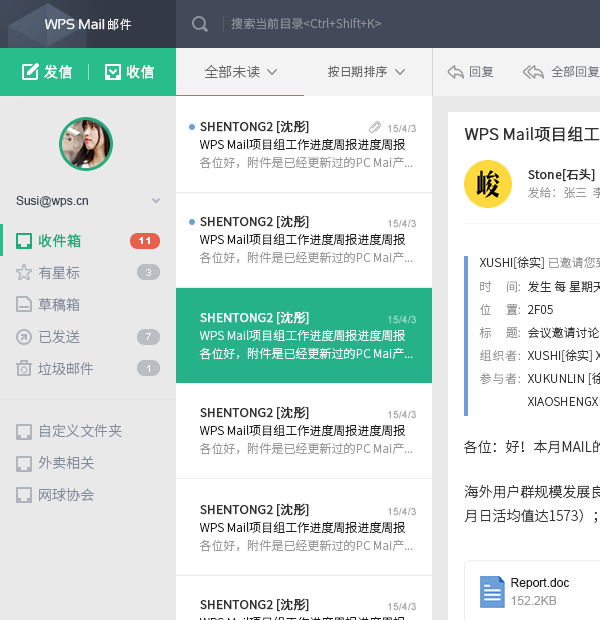 WPS Mail 邮件
搜索当前目录<Ctrl+Shift+K>
发信
收信
全部未读
按日期排序
回复
全部回复
Susi@wps.cn
收件箱 11
有星标 3
草稿箱
已发送 7
垃圾邮件 1
自定义文件夹
外卖相关
网球协会
SHENTONG2 [沈彤] 15/4/3
WPS Mail项目组工作进度周报进度周报
各位好，附件是已经更新过的PC Mai产...
SHENTONG2 [沈彤] 15/4/3
WPS Mail项目组工作进度周报进度周报
各位好，附件是已经更新过的PC Mai产...
SHENTONG2 [沈彤] 15/4/3
WPS Mail项目组工作进度周报进度周报
各位好，附件是已经更新过的PC Mai产...
SHENTONG2 [沈彤] 15/4/3
WPS Mail项目组工作进度周报进度周报
各位好，附件是已经更新过的PC Mai产...
SHENTONG2 [沈彤] 15/4/3
WPS Mail项目组工作进度周报进度周报
各位好，附件是已经更新过的PC Mai产...
SHENTONG2 [沈彤] 15/4/3
WPS Mail项目组工作进度周报进度周报
WPS Mail项目组工
峻
Stone[石头]
发给: 张三 李
XUSHI[徐实] 已邀请您
时 间: 发生 每 星期天
位 置: 2F05
标 题: 会议邀请讨论
组织者: XUSHI[徐实] X
参与者: XUKUNLIN [徐
XIAOSHENGXU
各位：好！本月MAIL的
海外用户群规模发展良
月日活均值达1573）；
Report.doc
152.2KB